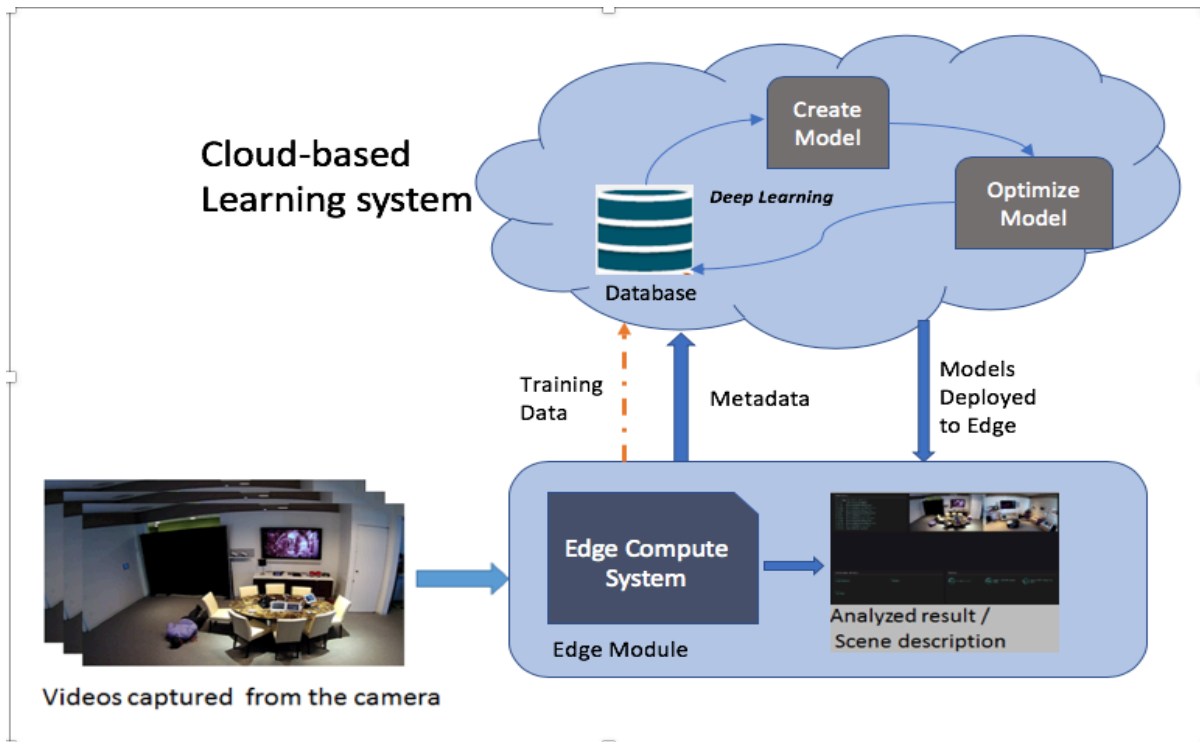 Cloud-based
Learning system
Create
Model
Optimize
Model
Deep Learning
Database
Training
Data
Metadata
Models
Deployed
to Edge
Edge Compute
System
Edge Module
Analyzed result /
Scene description
Videos captured from the camera